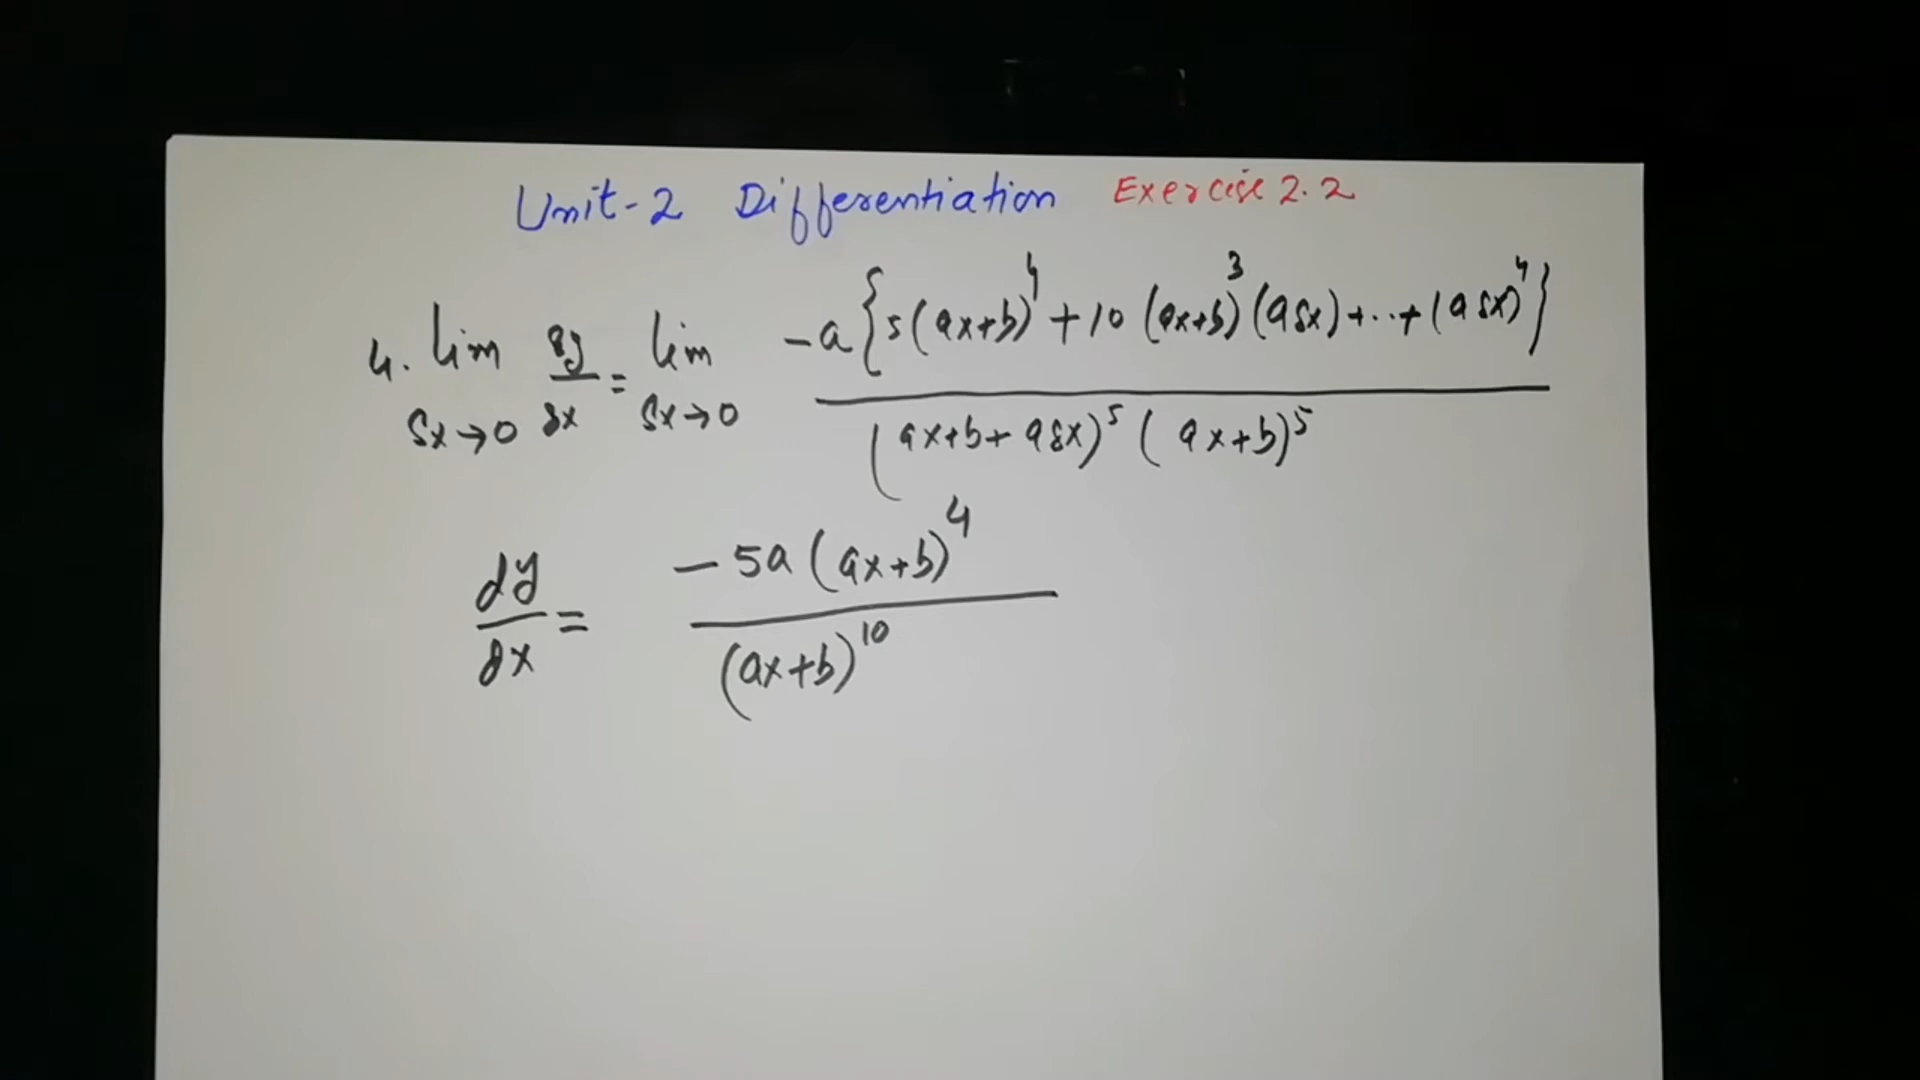 Unit-2 Differentiation Exercise 2.2
4. lim δx→0 δy/δx = lim δx→0 -a{5(ax+b)^4+10(ax+b)^3(aδx)+..+(aδx)^4}/(ax+b+aδx)^5(ax+b)^5
dy/dx = -5a(ax+b)^4/(ax+b)^10